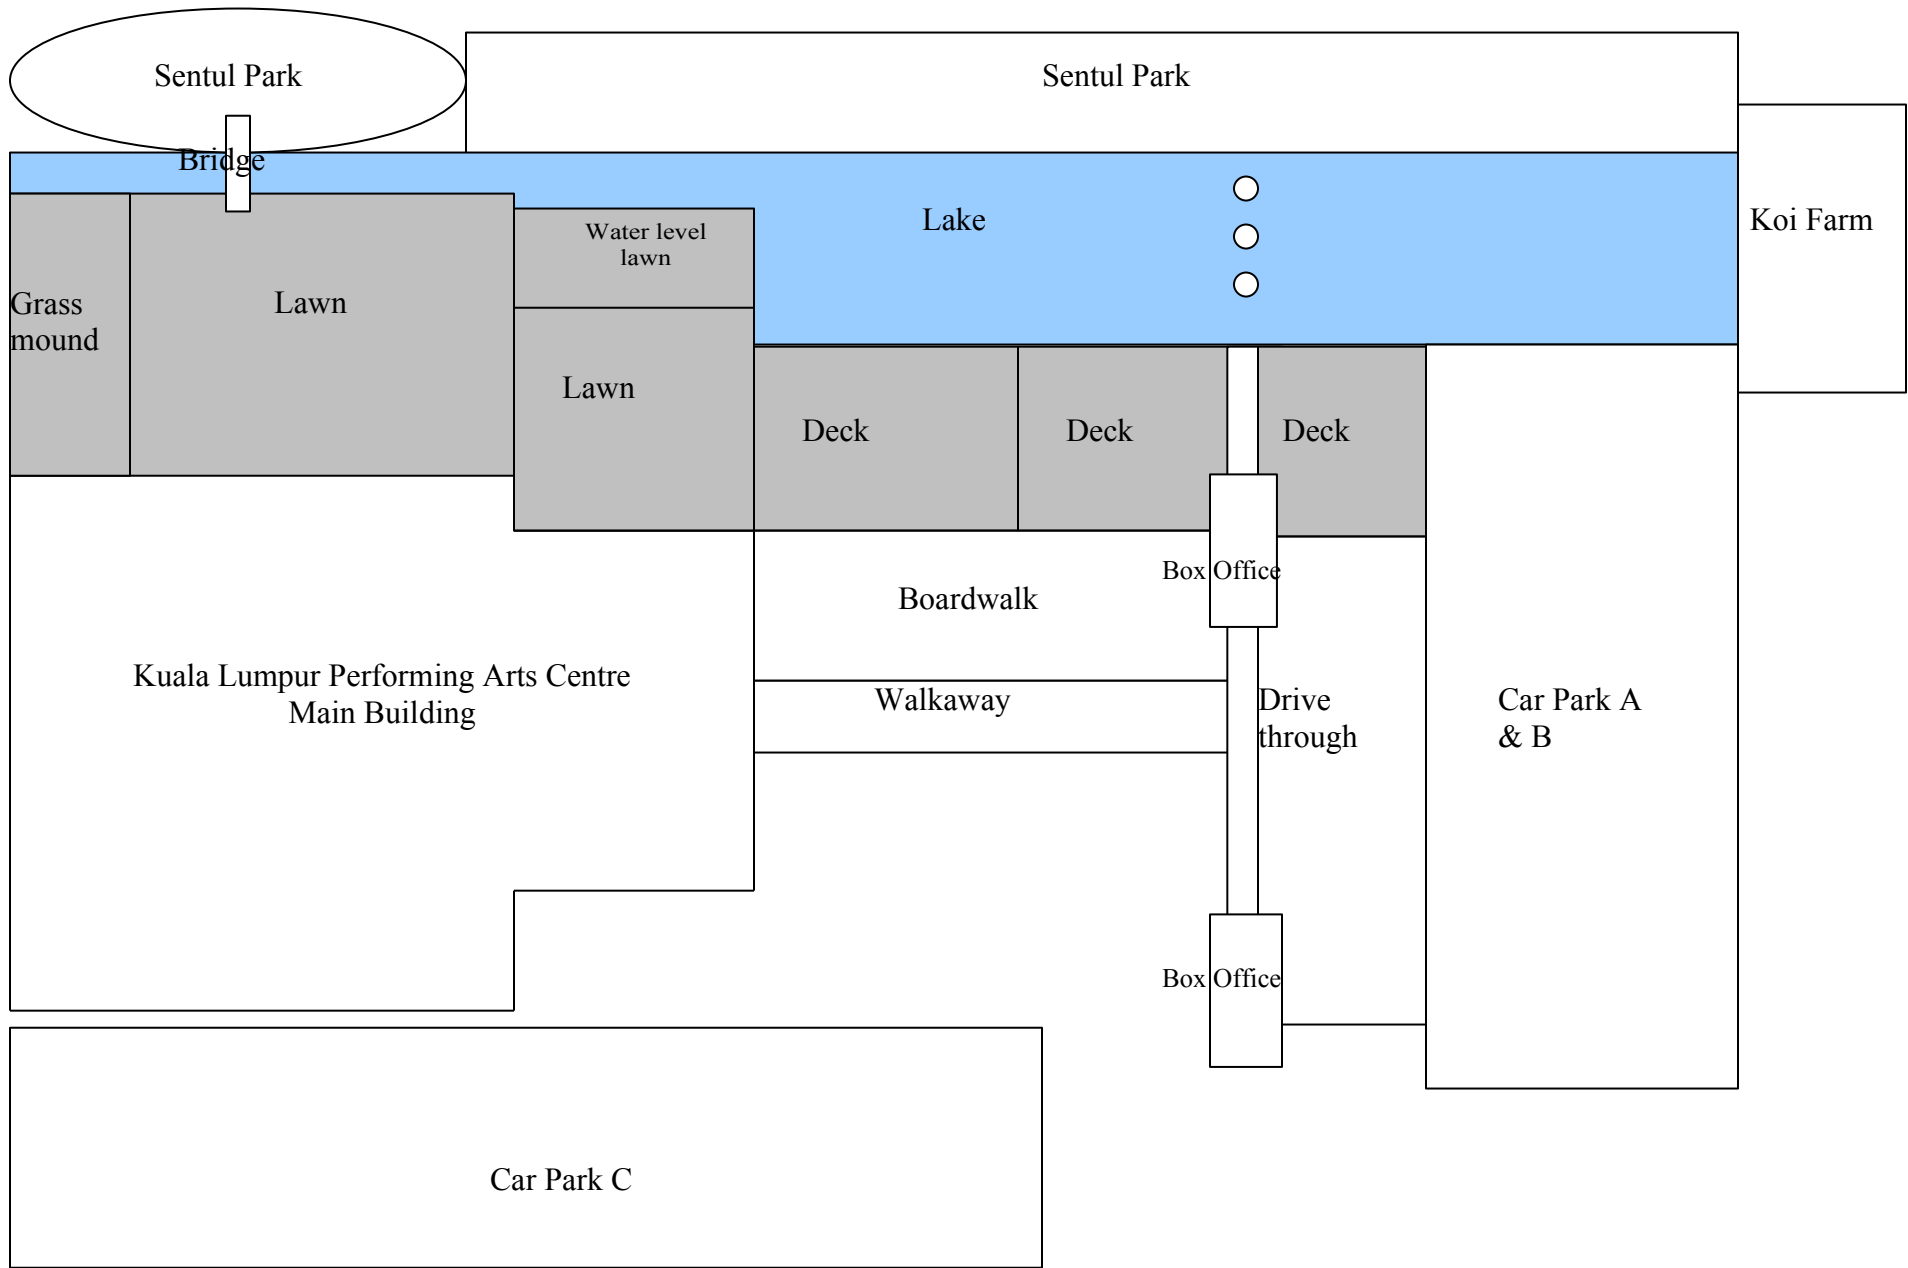 Sentul Park
Sentul Park
Bridge
Lake
Koi Farm
Water level
lawn
Grass
mound
Lawn
Lawn
Deck
Deck
Deck
Box Office
Boardwalk
Kuala Lumpur Performing Arts Centre
Main Building
Walkaway
Drive
through
Car Park A
& B
Box Office
Car Park C